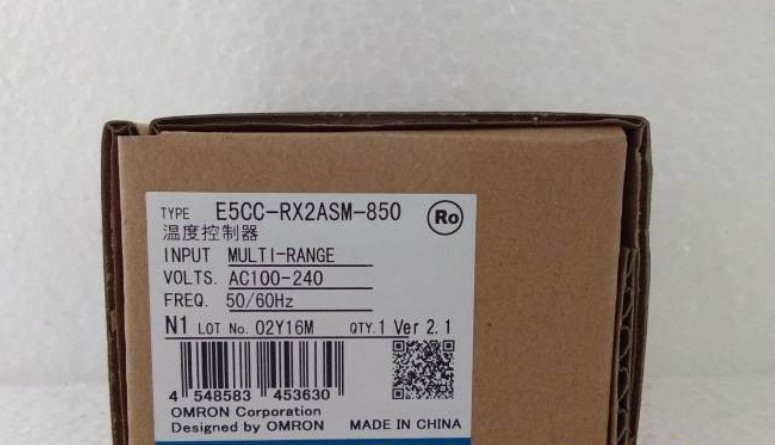 TYPE E5CC-RX2ASM-850 Ro
温度控制器
INPUT MULTI-RANGE
VOLTS. AC100-240
FREQ. 50/60Hz
N1 LOT No. 02Y16M QTY.1 Ver 2.1
4 548583 453630
OMRON Corporation
Designed by OMRON MADE IN CHINA